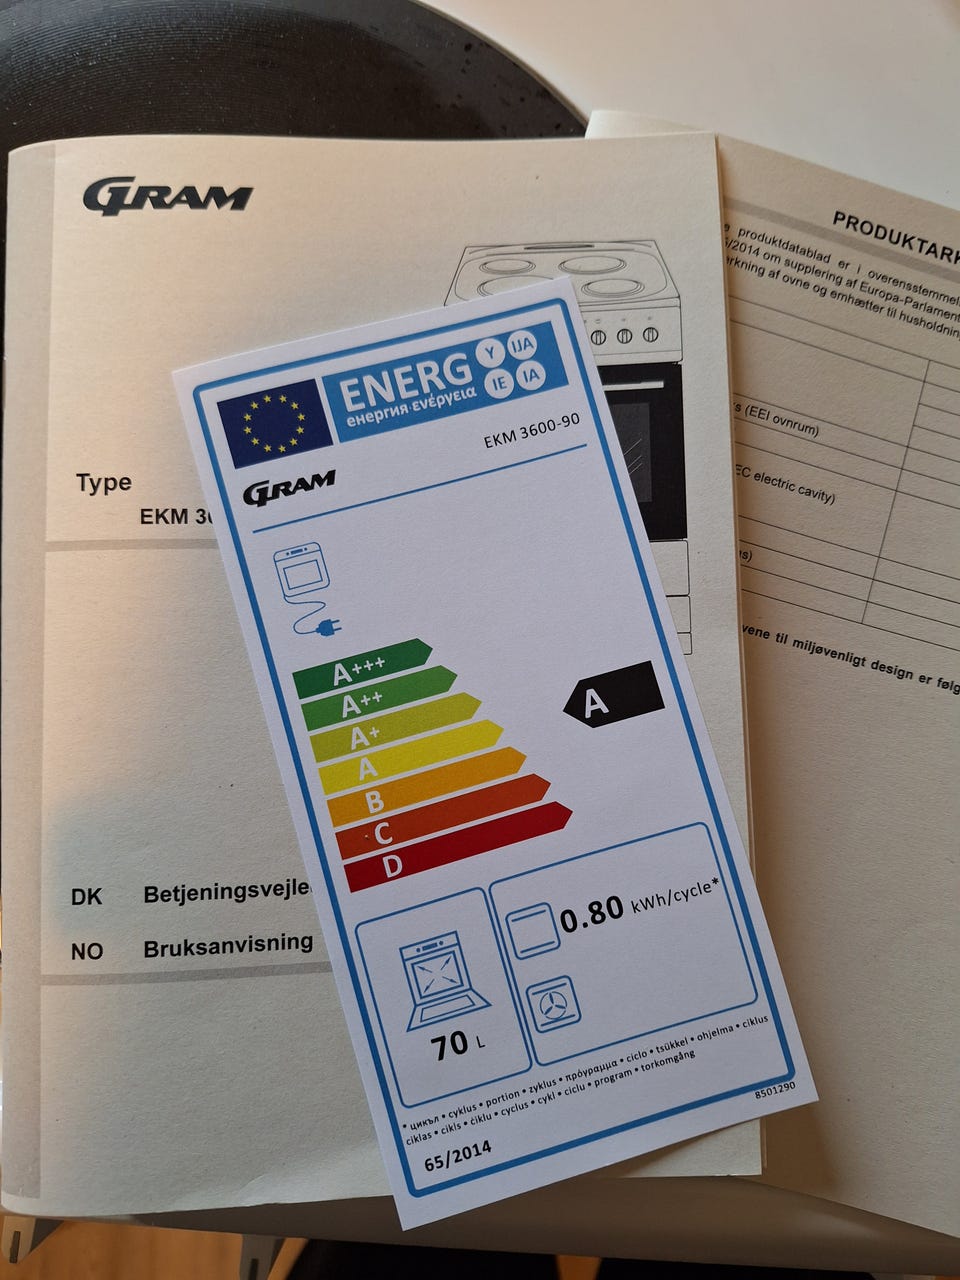 GRAM
Type
EKM 36
DK Betjeningsvejle
NO Bruksanvisning
ENERG
енергия ενέργεια
Y IJA
IE IA
EKM 3600-90
GRAM
A+++
A++
A+
A
B
C
D
A
70 L
0.80 kWh/cycle*
* цикъл • cyklus • portion • zyklus • πρόγραμμα • ciclo • tsükkel • ohjelma • ciklus
ciklas • cikls • ċiklu • cyclus • cykl • ciclu • program • torkomgång
8501290
65/2014
PRODUKTARK
e produktdatablad er i overensstemmel
5/2014 om supplering af Europa-Parlament
ærkning af ovne og emhætter til husholdnin
s (EEI ovnrum)
EC electric cavity)
s)
vene til miljøvenligt design er følg